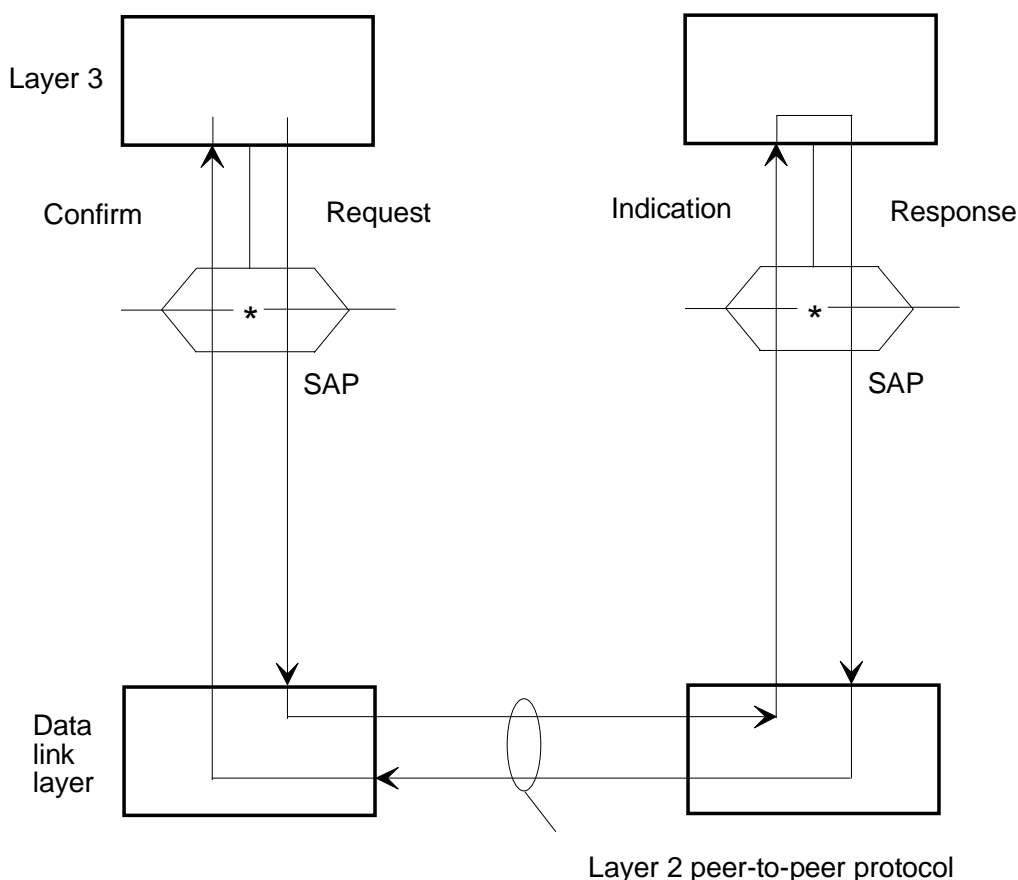 Layer 3
Confirm
Request
Indication
Response
*
*
SAP
SAP
Data
link
layer
Layer 2 peer-to-peer protocol